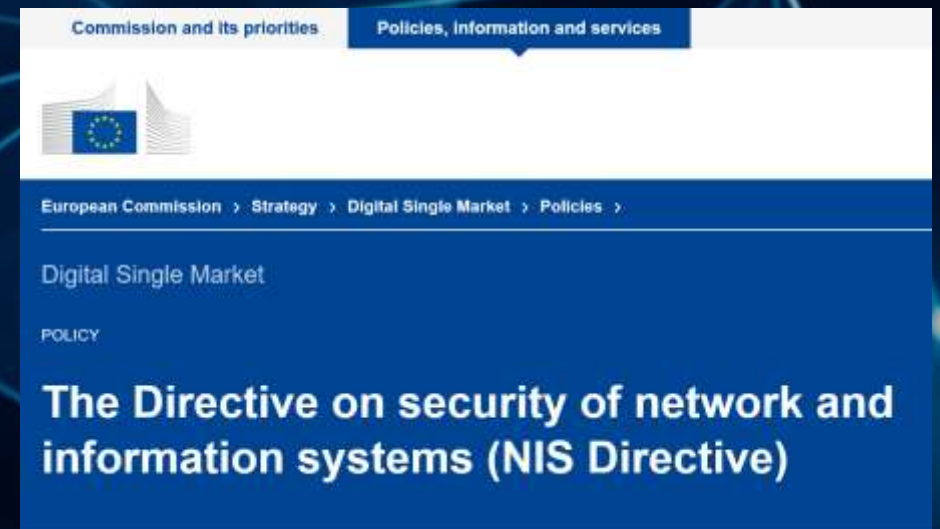 Commission and its priorities
Policies, information and services
European Commission > Strategy > Digital Single Market > Policies >
Digital Single Market
POLICY
The Directive on security of network and
information systems (NIS Directive)